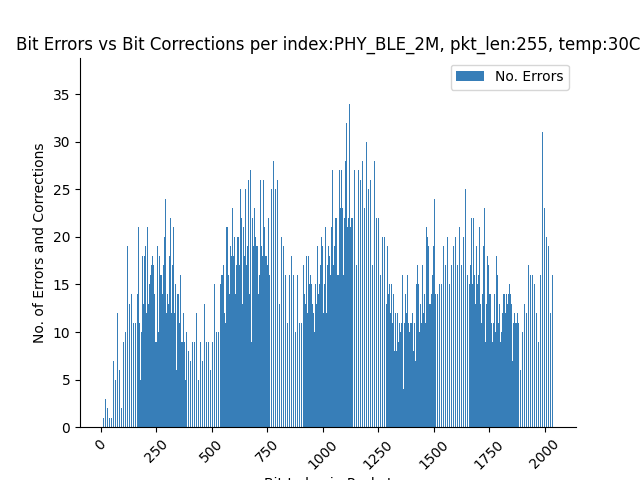 Bit Errors vs Bit Corrections per index:PHY_BLE_2M, pkt_len:255, temp:30C
No. Errors
No. of Errors and Corrections
35
30
25
20
15
10
5
0
0 250 500 750 1000 1250 1500 1750 2000